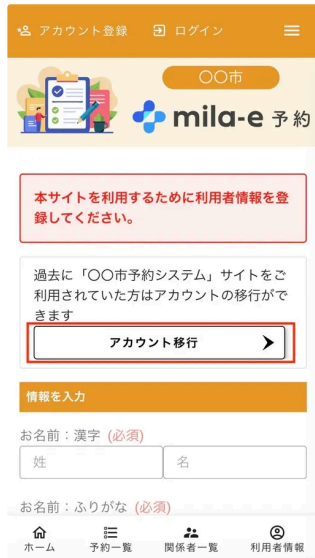 アカウント登録 ログイン
〇〇市
mila-e 予約
本サイトを利用するために利用者情報を登
録してください。
過去に「〇〇市予約システム」サイトをご
利用されていた方はアカウントの移行がで
きます
アカウント移行
情報を入力
お名前：漢字 (必須)
姓 名
お名前：ふりがな (必須)
ホーム 予約一覧 関係者一覧 利用者情報